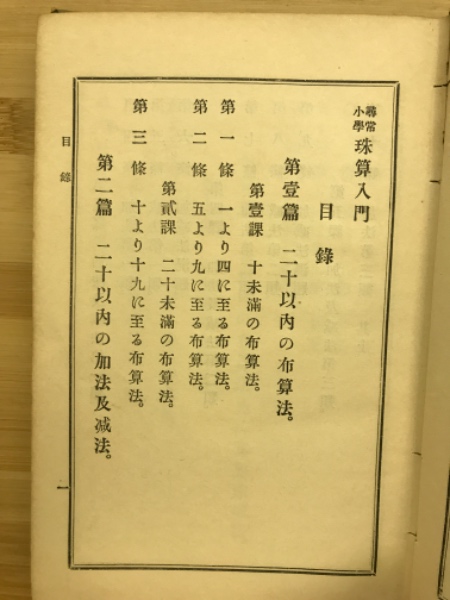 尋常小學珠算入門
目錄
第壹篇 二十以內の布算法。
第壹課 十未滿の布算法。
第一條 一より四に至る布算法。
第二條 五より九に至る布算法。
第貳課 二十未滿の布算法。
第三條 十より十九に至る布算法。
第二篇 二十以內の加法及減法。
目錄
一